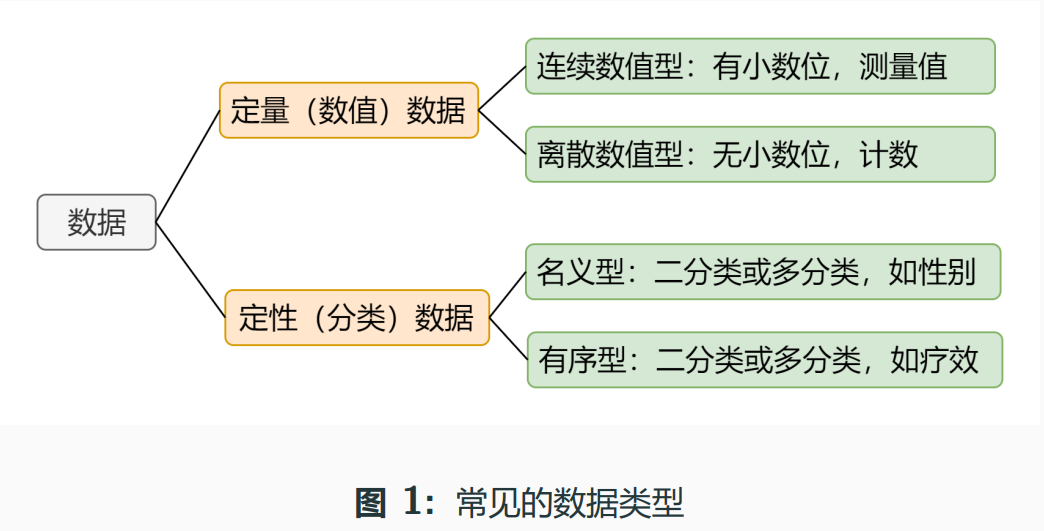 数据
定量（数值）数据
连续数值型：有小数位，测量值
离散数值型：无小数位，计数
定性（分类）数据
名义型：二分类或多分类，如性别
有序型：二分类或多分类，如疗效
图 1：常见的数据类型